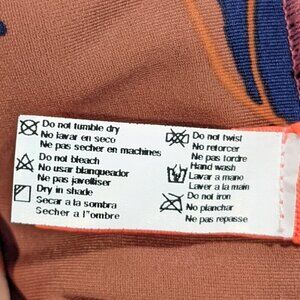 Do not tumble dry
No lavar en seco
Ne pas secher en machines
Do not bleach
No usar blanqueador
Ne pas javelliser
Dry in shade
Secar a la sombra
Secher a l"ombre
Do not twist
No retorcer
Ne pas tordre
Hand wash
Lavar a mano
Laver a la main
Do not iron
No planchar
Ne pas repasse